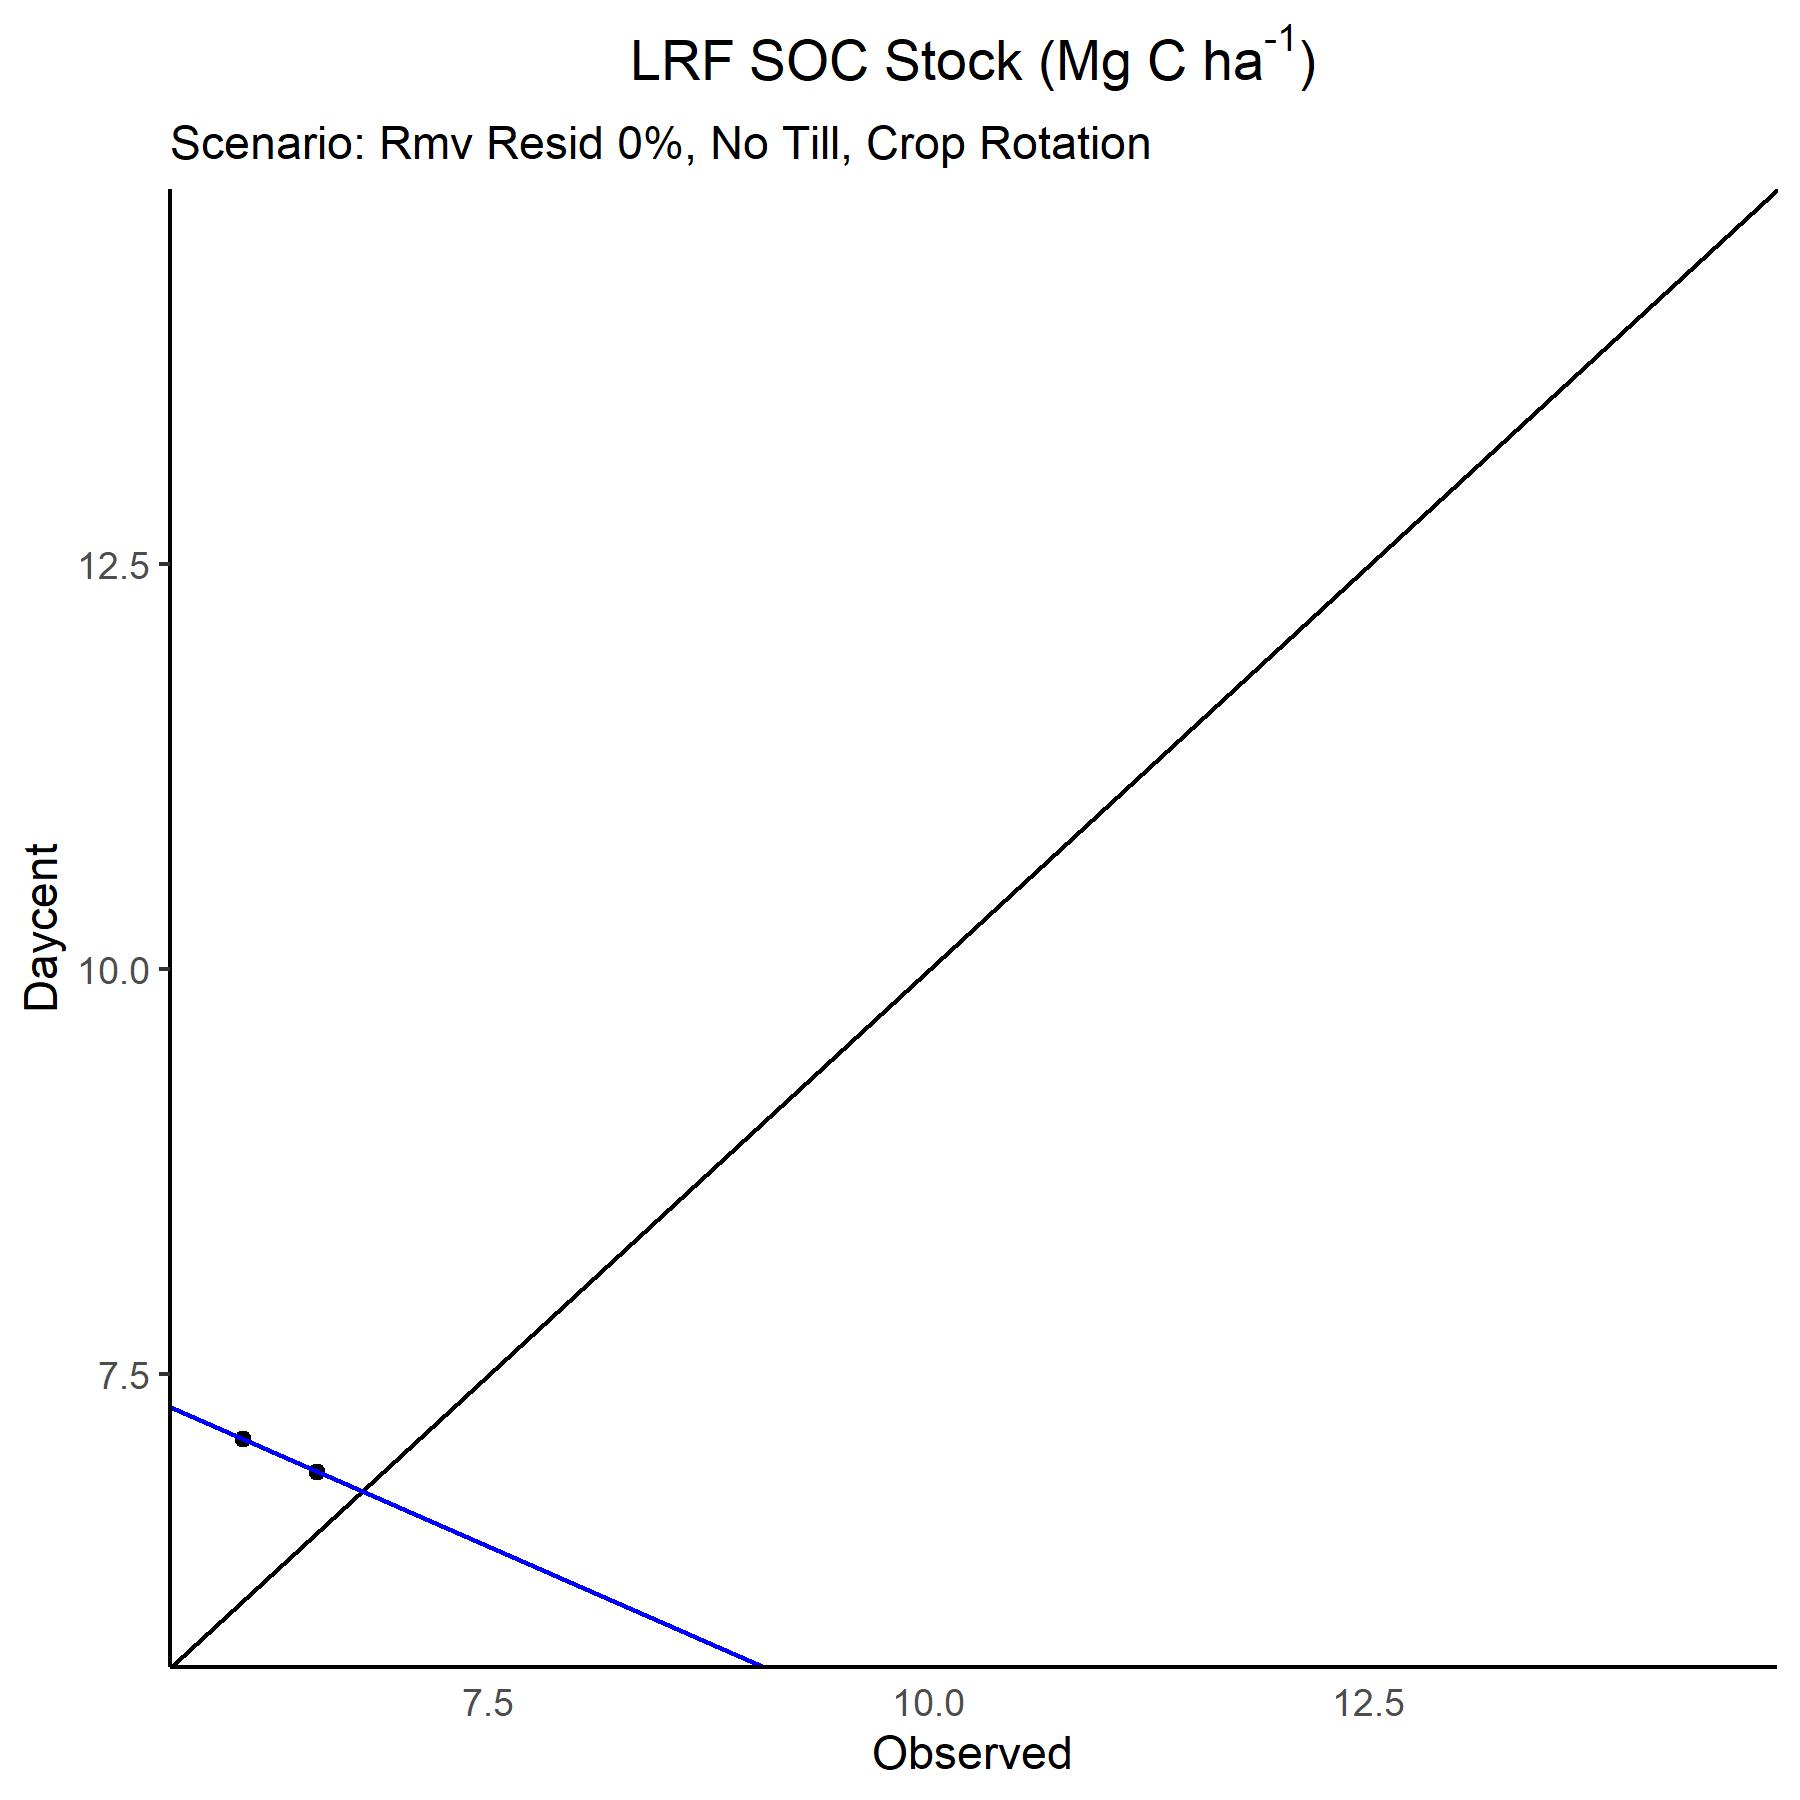 LRF SOC Stock (Mg C ha⁻¹)
Scenario: Rmv Resid 0%, No Till, Crop Rotation
12.5
10.0
7.5
Daycent
7.5 10.0 12.5
Observed